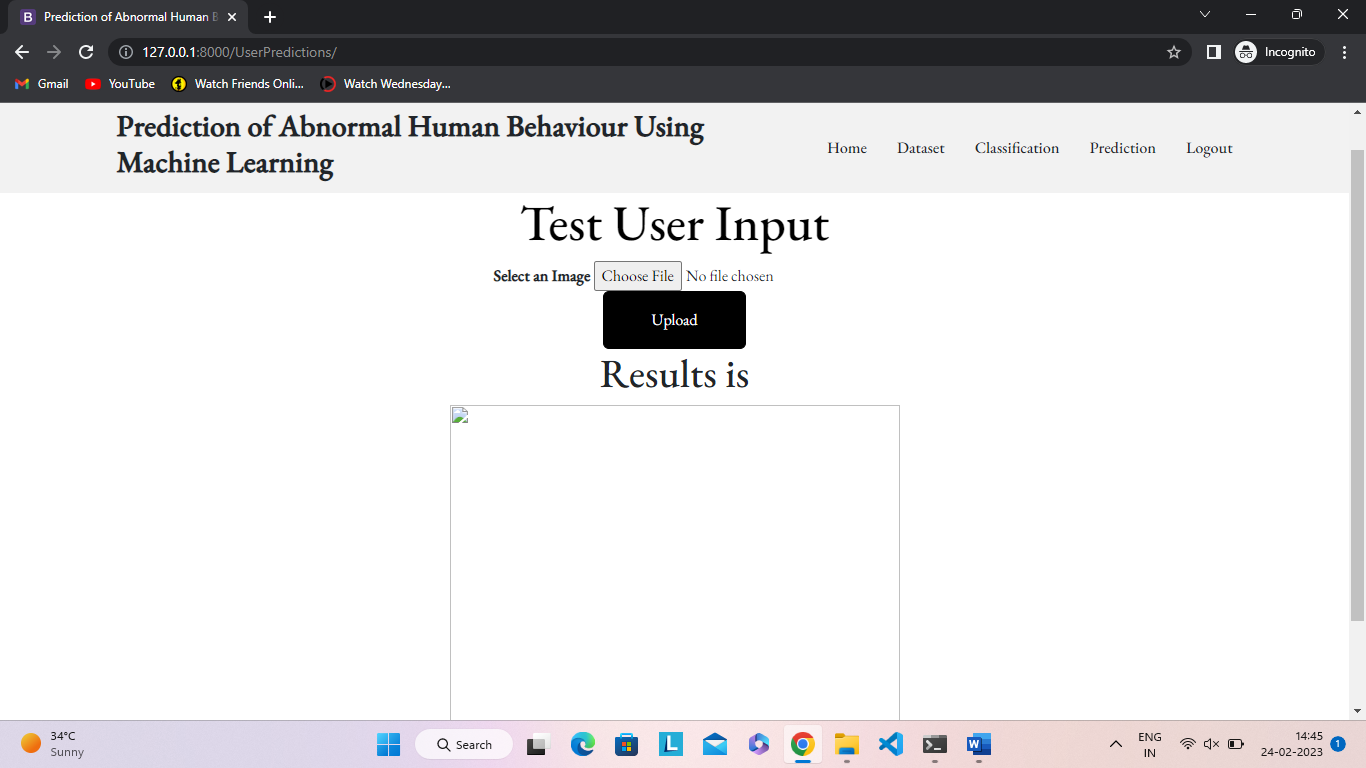 B Prediction of Abnormal Human B
127.0.0.1:8000/UserPredictions/
Incognito
Gmail YouTube Watch Friends Onli... Watch Wednesday...
Prediction of Abnormal Human Behaviour Using
Machine Learning
Home Dataset Classification Prediction Logout
Test User Input
Select an Image Choose File No file chosen
Upload
Results is
34°C
Sunny
Search
ENG
IN
14:45
24-02-2023
1